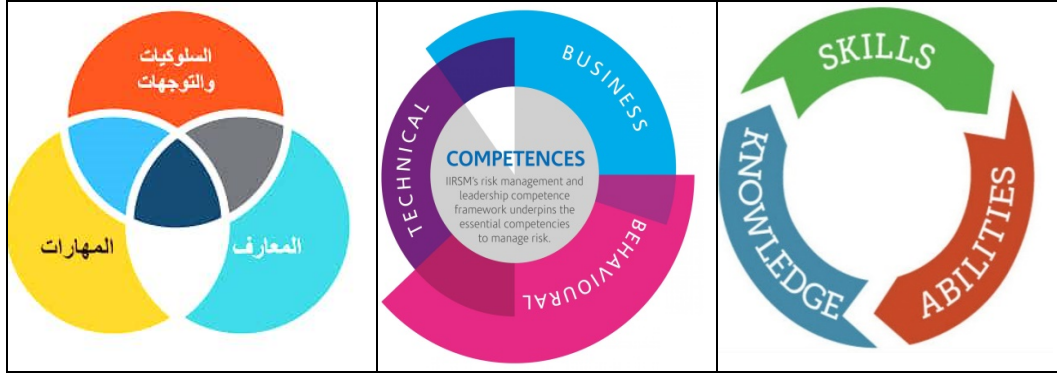 السلوكيات
والتوجهات
المهارات
المعارف
BUSINESS
TECHNICAL
COMPETENCES
IIRSM's risk management and
leadership competence
framework underpins the
essential competencies
to manage risk.
BEHAVIOURAL
SKILLS
KNOWLEDGE
ABILITIES